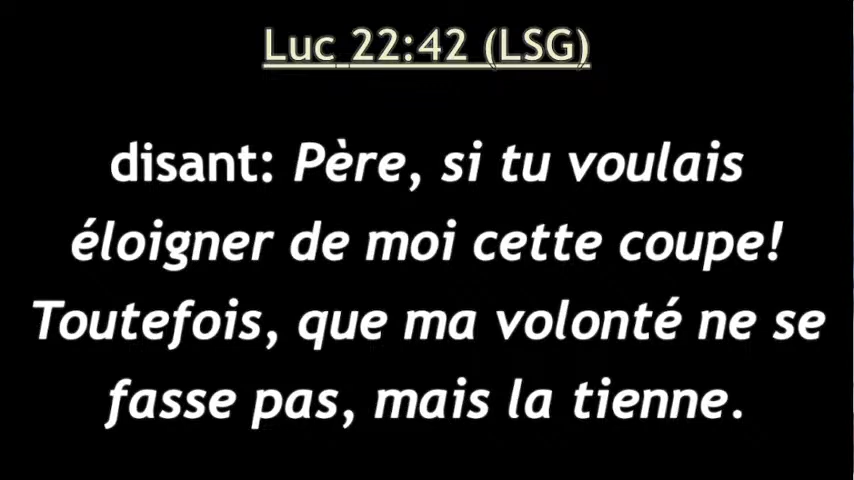 Luc 22:42 (LSG)
disant: Père, si tu voulais
éloigner de moi cette coupe!
Toutefois, que ma volonté ne se
fasse pas, mais la tienne.